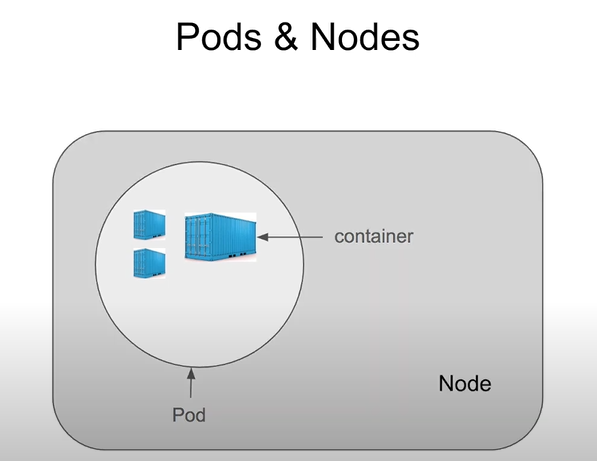 Pods & Nodes
container
Node
Pod